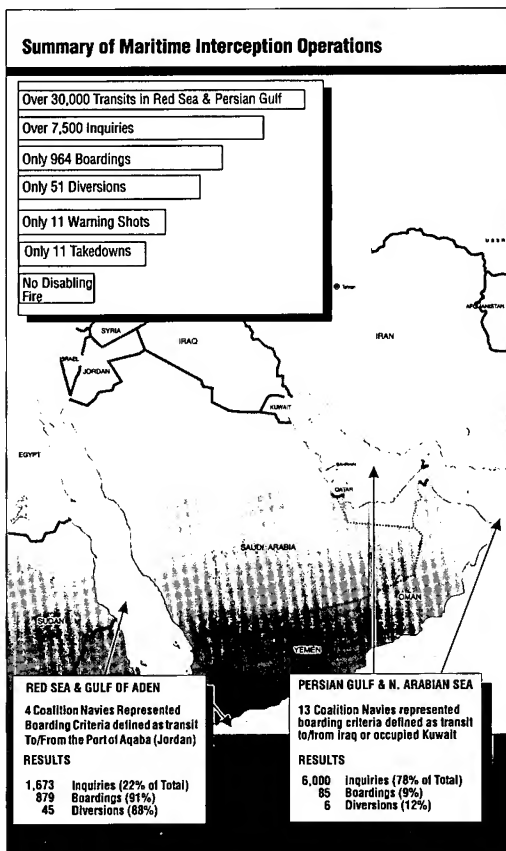 Summary of Maritime Interception Operations
Over 30,000 Transits in Red Sea & Persian Gulf
Over 7,500 Inquiries
Only 964 Boardings
Only 51 Diversions
Only 11 Warning Shots
Only 11 Takedowns
No Disabling
Fire
USSR
Tehran
AFGHANISTAN
SYRIA
IRAQ
IRAN
ISRAEL
JORDAN
KUWAIT
EGYPT
BAHRAIN
QATAR
SAUDI ARABIA
OMAN
SUDAN
YEMEN
RED SEA & GULF OF ADEN
4 Coalition Navies Represented
Boarding Criteria defined as transit
To/From the Port of Aqaba (Jordan)
RESULTS
1,673 Inquiries (22% of Total)
879 Boardings (91%)
45 Diversions (88%)
PERSIAN GULF & N. ARABIAN SEA
13 Coalition Navies represented
boarding criteria defined as transit
to/from Iraq or occupied Kuwait
RESULTS
6,000 Inquiries (78% of Total)
85 Boardings (9%)
6 Diversions (12%)